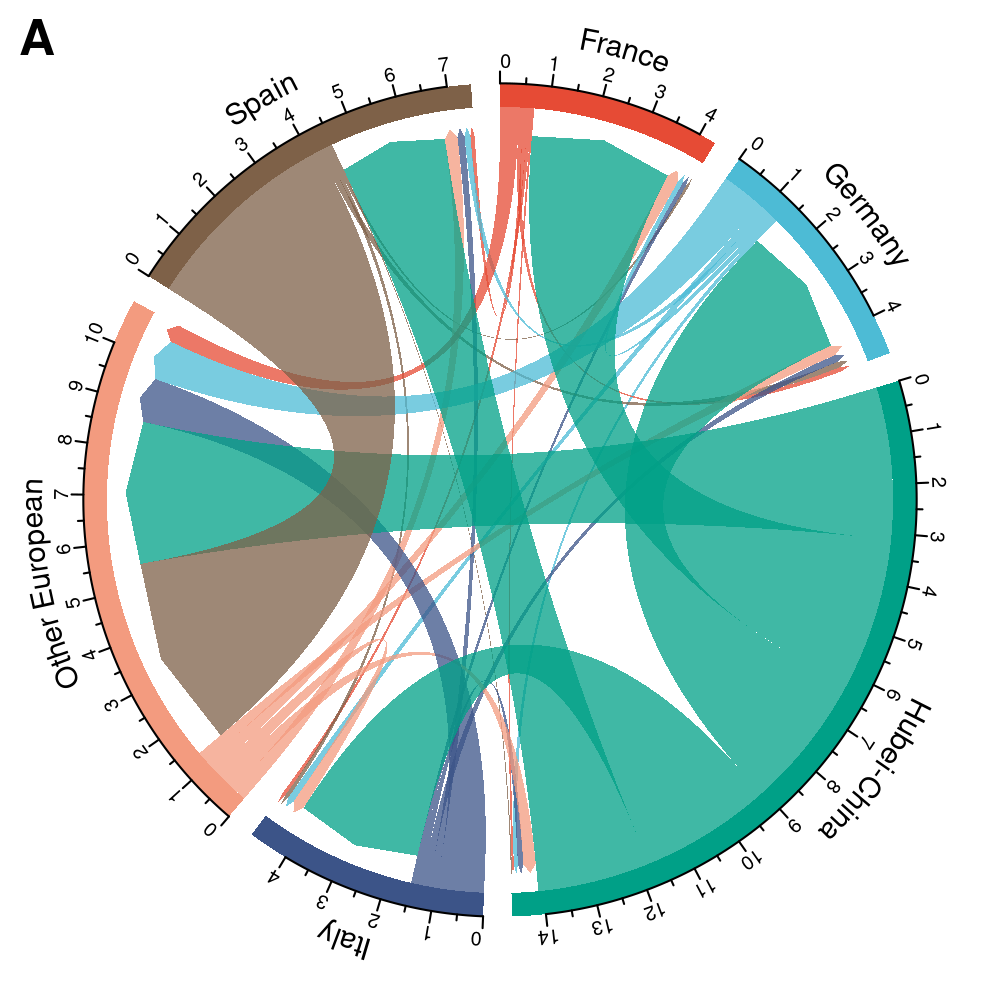 A
France
0 1 2 3 4
Germany
0 1 2 3 4
Hubei-China
0 1 2 3 4 5 6 7 8 9 10 11 12 13 14
Italy
0 1 2 3 4
Other European
0 1 2 3 4 5 6 7 8 9 10
Spain
0 1 2 3 4 5 6 7